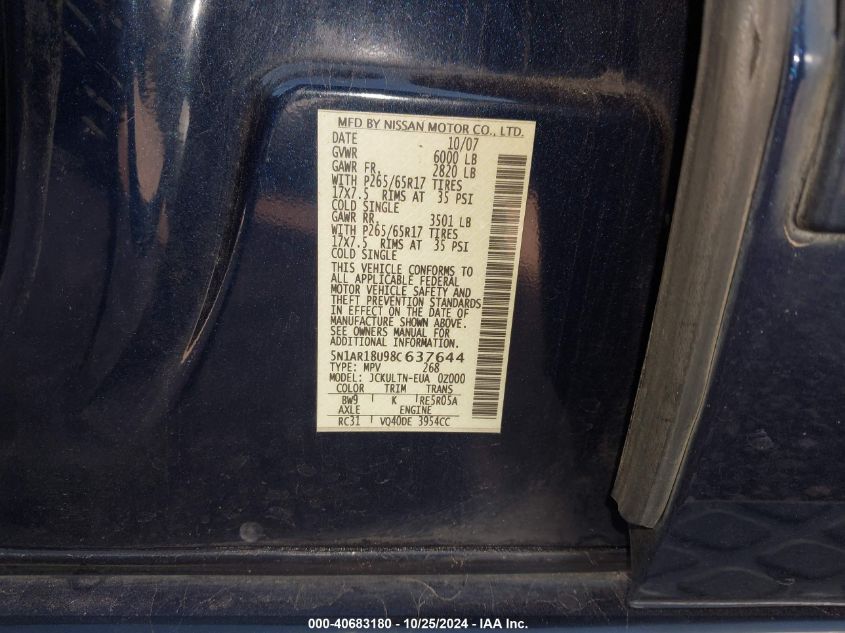 MFD BY NISSAN MOTOR CO., LTD.
DATE 10/07
GVWR 6000 LB
GAWR FR. 2820 LB
WITH P265/65R17 TIRES
17X7.5 RIMS AT 35 PSI
COLD SINGLE
GAWR RR. 3501 LB
WITH P265/65R17 TIRES
17X7.5 RIMS AT 35 PSI
COLD SINGLE
THIS VEHICLE CONFORMS TO
ALL APPLICABLE FEDERAL
MOTOR VEHICLE SAFETY AND
THEFT PREVENTION STANDARDS
IN EFFECT ON THE DATE OF
MANUFACTURE SHOWN ABOVE.
SEE OWNERS MANUAL FOR
ADDITIONAL INFORMATION.
5N1AR18U98C637644
TYPE: MPV 268
MODEL: JCKULTN-EUA 0Z000
COLOR TRIM TRANS
BW9 K RE5R05A
AXLE ENGINE
RC31 VQ40DE 3954CC
000-40683180 - 10/25/2024 - IAA Inc.